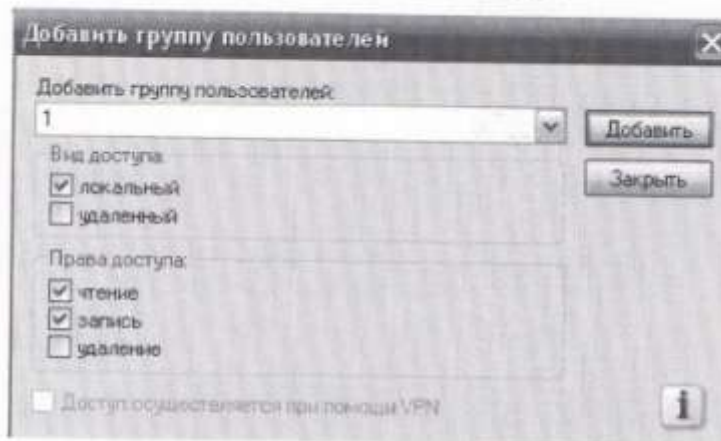 Добавить группу пользователей
Добавить группу пользователей:
1
Добавить
Вид доступа:
Закрыть
локальный
удаленный
Права доступа:
чтение
запись
удаление
Доступ осуществляется при помощи VPN
i